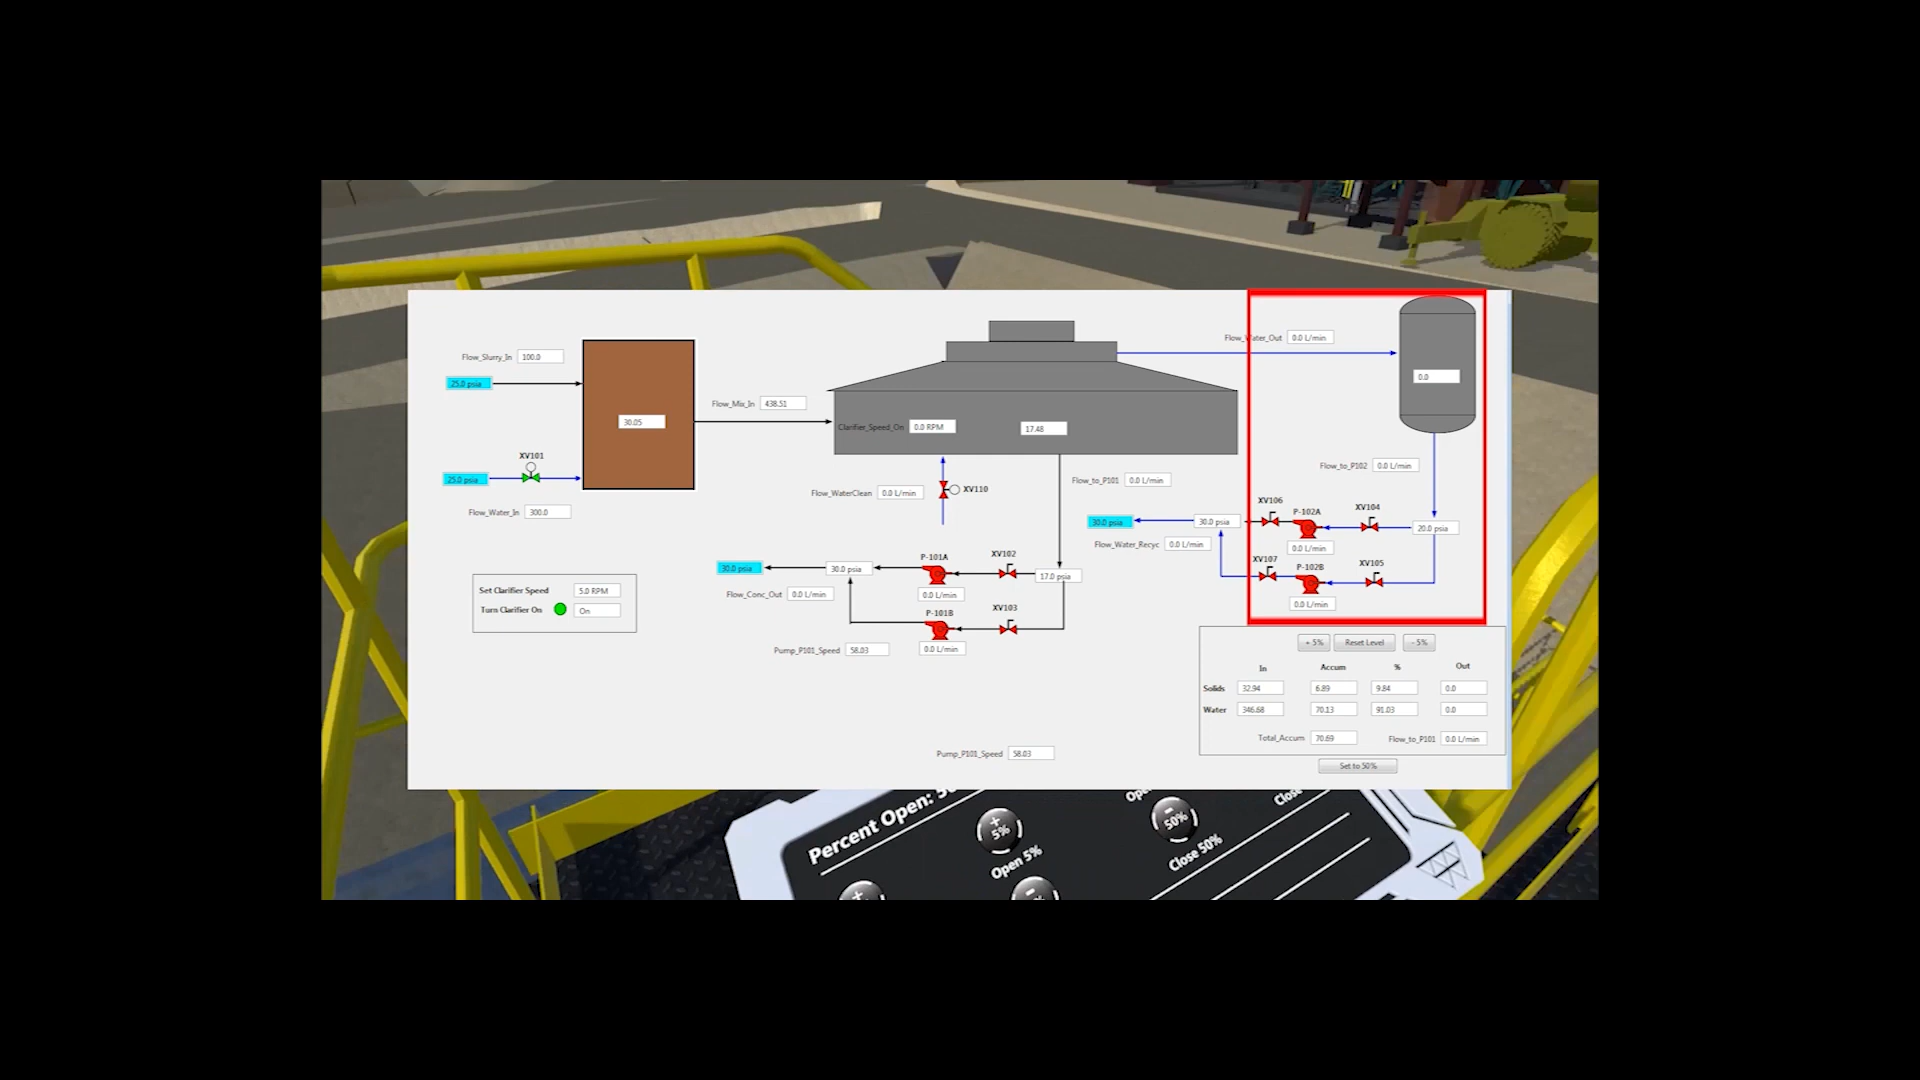 Flow_Water_Out 0.0 L/min
Flow_Slurry_In 100.0
25.0 psia
0.0
Flow_Mix_In 438.51
30.05
Clarifier_Speed_On 0.0 RPM
17.48
XV101
25.0 psia
Flow_to_P102 0.0 L/min
Flow_to_P101 0.0 L/min
Flow_WaterClean 0.0 L/min
XV110
Flow_Water_In 300.0
XV106
P-102A
XV104
30.0 psia
30.0 psia
20.0 psia
Flow_Water_Recyc 0.0 L/min
0.0 L/min
XV107
P-102B
XV105
0.0 L/min
P-101A
XV102
30.0 psia
30.0 psia
17.0 psia
Flow_Conc_Out 0.0 L/min
0.0 L/min
P-101B
XV103
Pump_P101_Speed 58.03
0.0 L/min
Set Clarifier Speed 5.0 RPM
Turn Clarifier On On
+ 5% Reset Level - 5%
In Accum % Out
Solids 32.94 6.89 9.84 0.0
Water 346.68 70.13 91.03 0.0
Total_Accum 70.69 Flow_to_P101 0.0 L/min
Set to 50%
Pump_P101_Speed 58.03
Percent Open:
+ 5%
Open 5%
- 50%
Close 50%